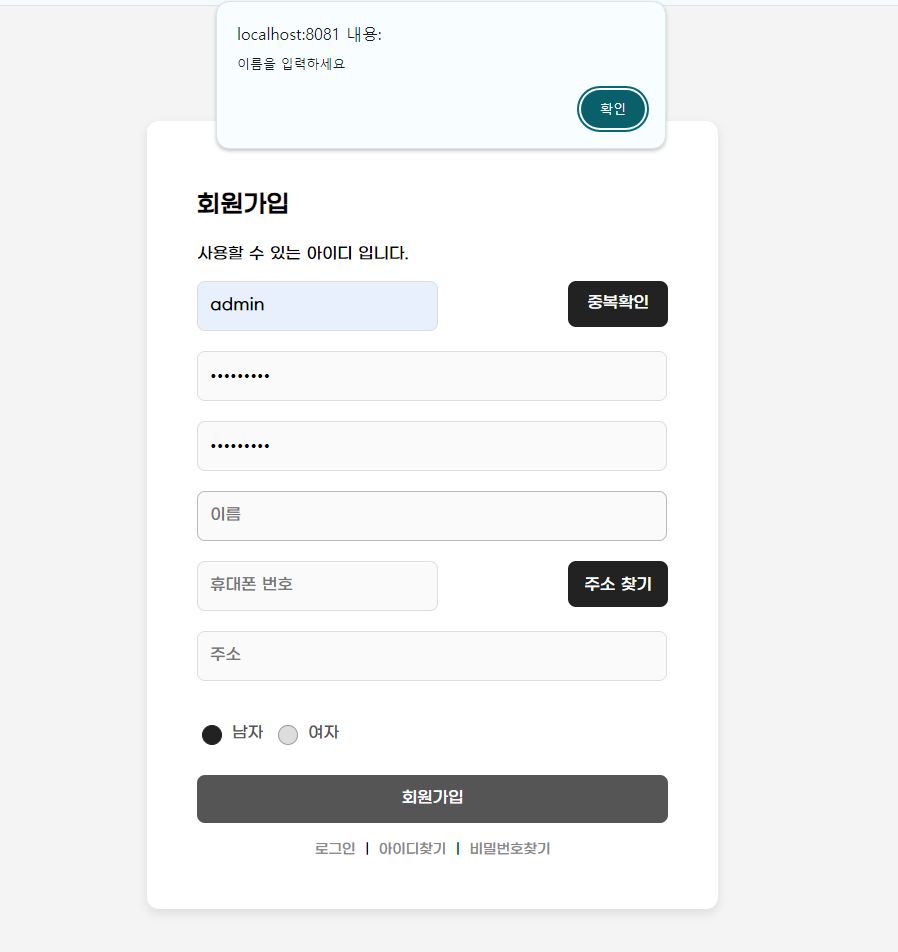 localhost:8081 내용:
이름을 입력하세요
확인
회원가입
사용할 수 있는 아이디 입니다.
admin 중복확인
•••••••••
•••••••••
이름
휴대폰 번호 주소 찾기
주소
남자 여자
회원가입
로그인 | 아이디찾기 | 비밀번호찾기